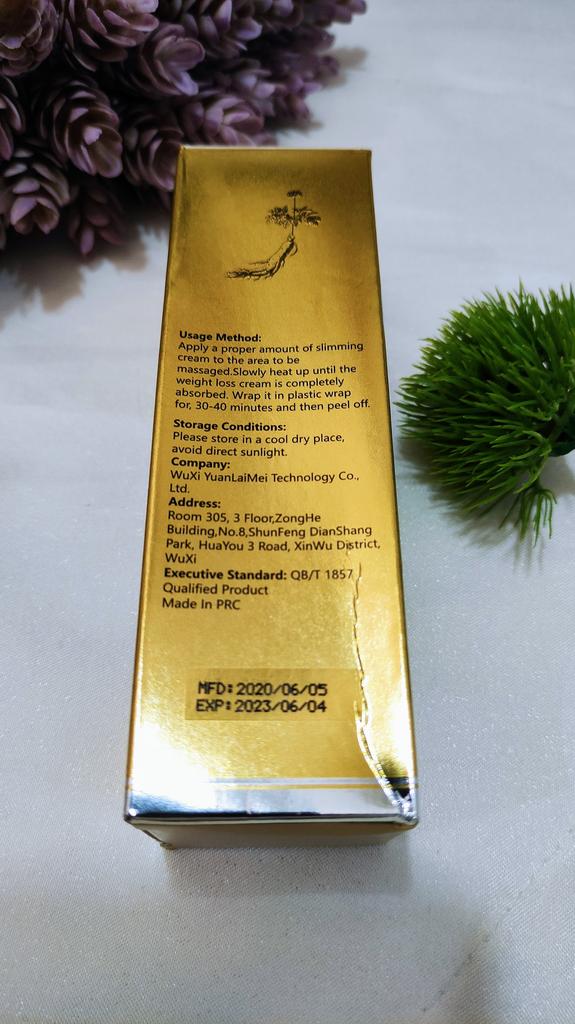 Usage Method:
Apply a proper amount of slimming
cream to the area to be
massaged.Slowly heat up until the
weight loss cream is completely
absorbed. Wrap it in plastic wrap
for, 30-40 minutes and then peel off.
Storage Conditions:
Please store in a cool dry place,
avoid direct sunlight.
Company:
WuXi YuanLaiMei Technology Co.,
Ltd.
Address:
Room 305, 3 Floor,ZongHe
Building,No.8,ShunFeng DianShang
Park, HuaYou 3 Road, XinWu District,
WuXi
Executive Standard: QB/T 1857
Qualified Product
Made In PRC
MFD:2020/06/05
EXP:2023/06/04